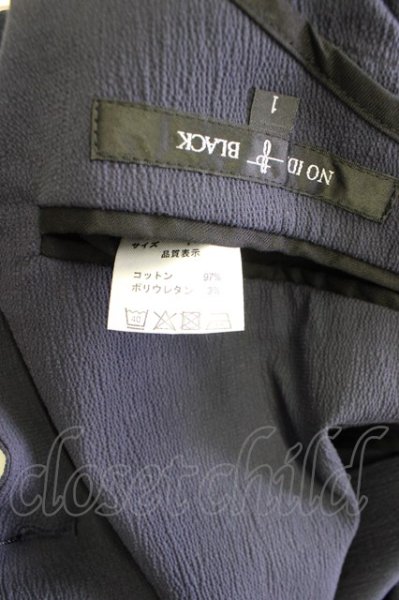 1
NO ID BLACK
サイズ
品質表示
コットン 97%
ポリウレタン 3%
40
closet child